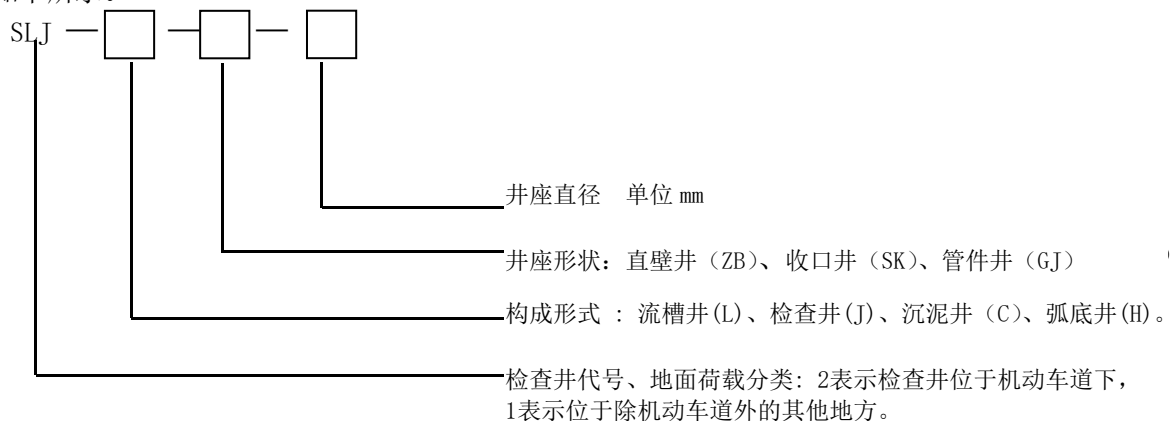 SLJ — □ — □ — □
井座直径 单位 mm
井座形状：直壁井（ZB）、收口井（SK）、管件井（GJ）
构成形式 : 流槽井(L)、检查井(J)、沉泥井（C）、弧底井(H)。
检查井代号、地面荷载分类: 2表示检查井位于机动车道下，
1表示位于除机动车道外的其他地方。